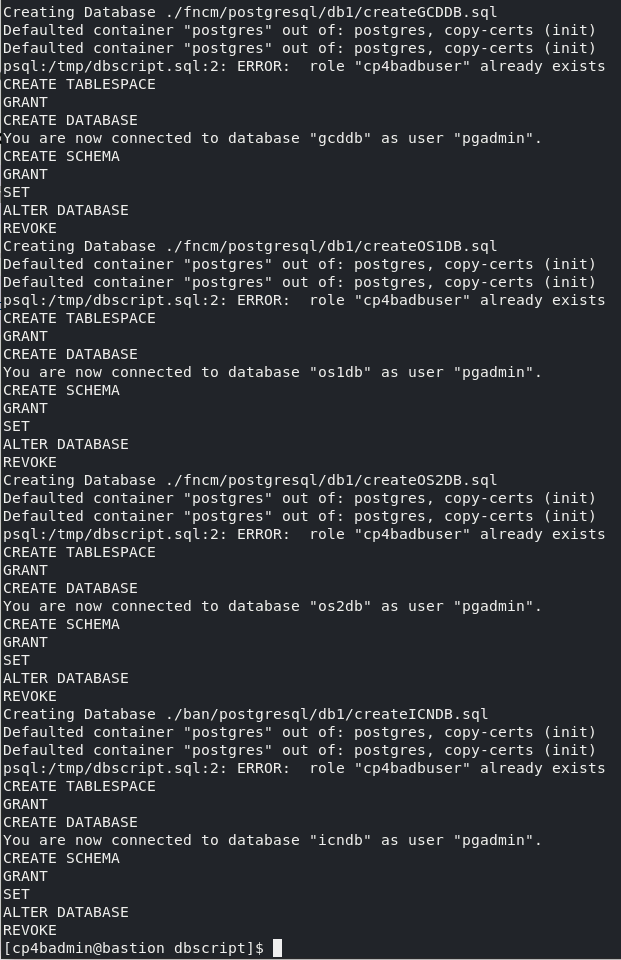 Creating Database ./fncm/postgresql/db1/createGCDDB.sql
Defaulted container "postgres" out of: postgres, copy-certs (init)
Defaulted container "postgres" out of: postgres, copy-certs (init)
psql:/tmp/dbscript.sql:2: ERROR:  role "cp4badbuser" already exists
CREATE TABLESPACE
GRANT
CREATE DATABASE
You are now connected to database "gcddb" as user "pgadmin".
CREATE SCHEMA
GRANT
SET
ALTER DATABASE
REVOKE
Creating Database ./fncm/postgresql/db1/createOS1DB.sql
Defaulted container "postgres" out of: postgres, copy-certs (init)
Defaulted container "postgres" out of: postgres, copy-certs (init)
psql:/tmp/dbscript.sql:2: ERROR:  role "cp4badbuser" already exists
CREATE TABLESPACE
GRANT
CREATE DATABASE
You are now connected to database "os1db" as user "pgadmin".
CREATE SCHEMA
GRANT
SET
ALTER DATABASE
REVOKE
Creating Database ./fncm/postgresql/db1/createOS2DB.sql
Defaulted container "postgres" out of: postgres, copy-certs (init)
Defaulted container "postgres" out of: postgres, copy-certs (init)
psql:/tmp/dbscript.sql:2: ERROR:  role "cp4badbuser" already exists
CREATE TABLESPACE
GRANT
CREATE DATABASE
You are now connected to database "os2db" as user "pgadmin".
CREATE SCHEMA
GRANT
SET
ALTER DATABASE
REVOKE
Creating Database ./ban/postgresql/db1/createICNDB.sql
Defaulted container "postgres" out of: postgres, copy-certs (init)
Defaulted container "postgres" out of: postgres, copy-certs (init)
psql:/tmp/dbscript.sql:2: ERROR:  role "cp4badbuser" already exists
CREATE TABLESPACE
GRANT
CREATE DATABASE
You are now connected to database "icndb" as user "pgadmin".
CREATE SCHEMA
GRANT
SET
ALTER DATABASE
REVOKE
[cp4badmin@bastion dbscript]$